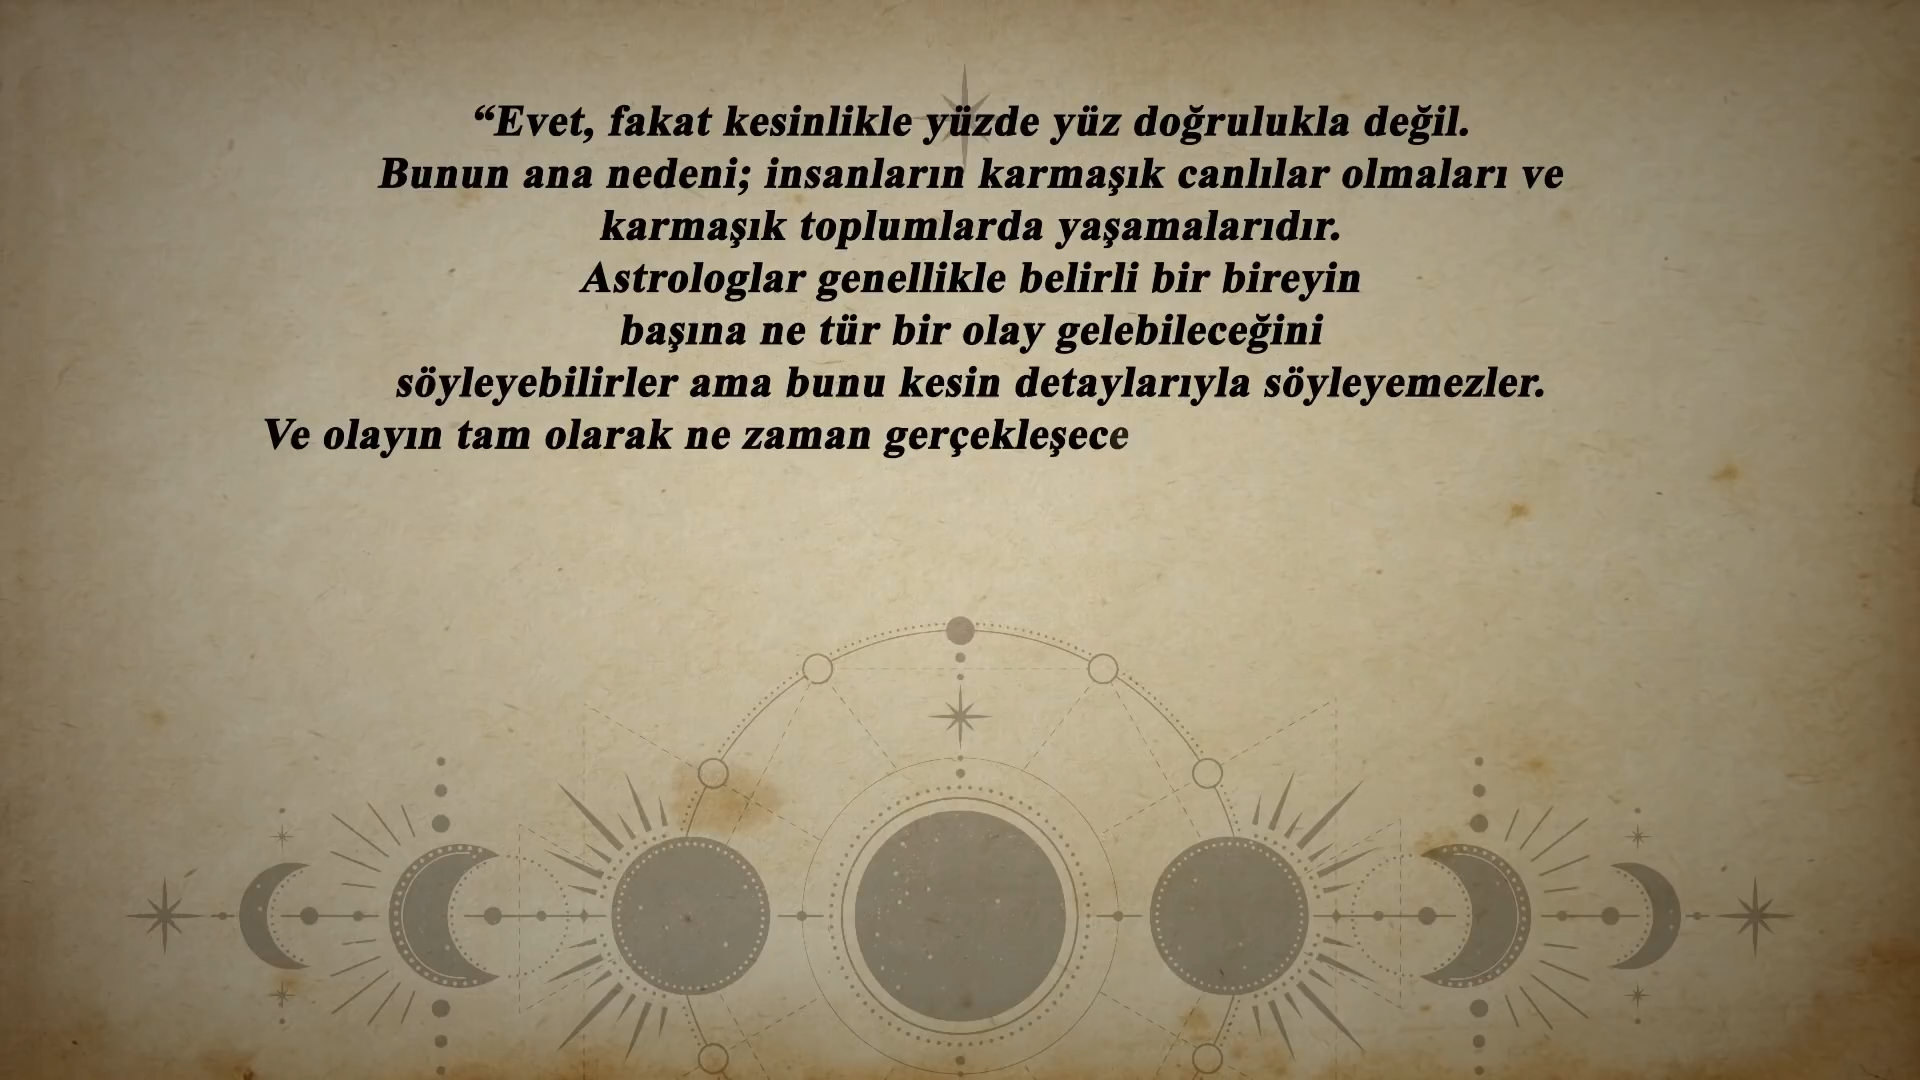 “Evet, fakat kesinlikle yüzde yüz doğrulukla değil.
Bunun ana nedeni; insanların karmaşık canlılar olmaları ve
karmaşık toplumlarda yaşamalarıdır.
Astrologlar genellikle belirli bir bireyin
başına ne tür bir olay gelebileceğini
söyleyebilirler ama bunu kesin detaylarıyla söyleyemezler.
Ve olayın tam olarak ne zaman gerçekleşece